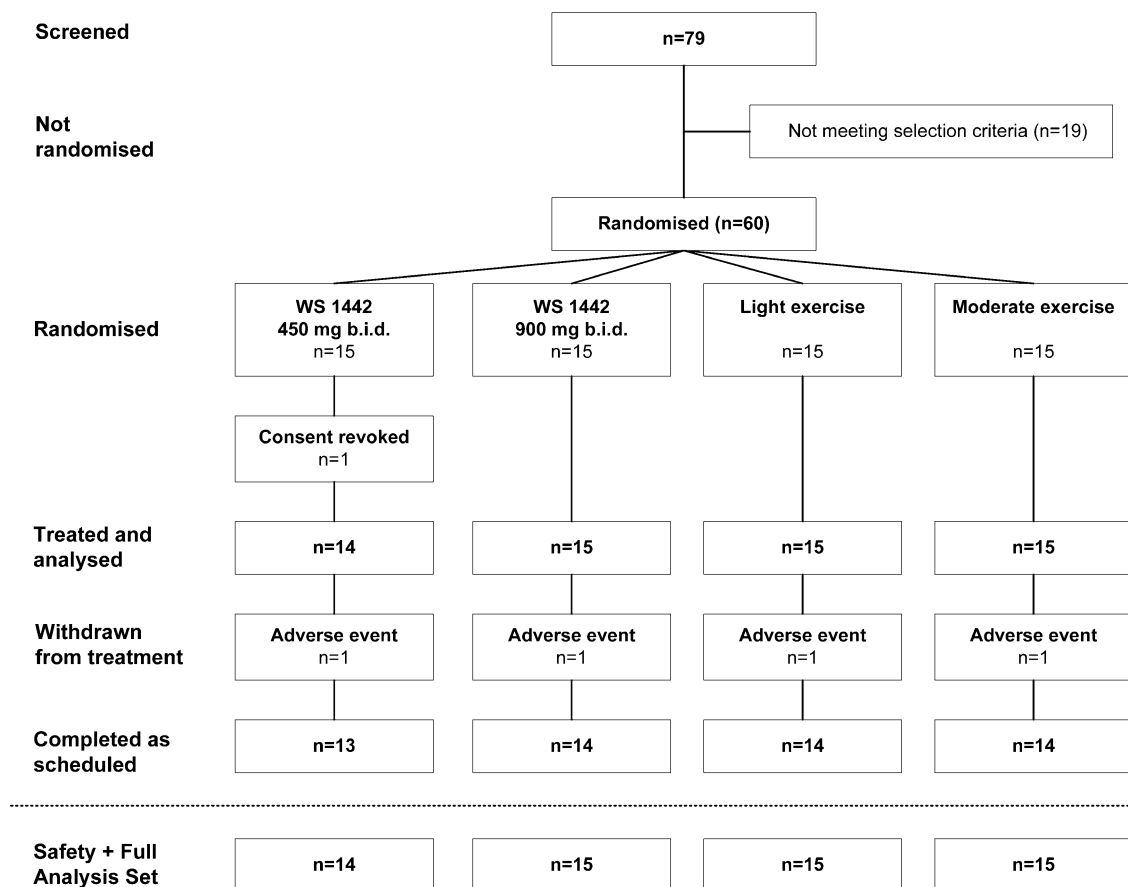 Screened
n=79
Not
randomised
Not meeting selection criteria (n=19)
Randomised (n=60)
Randomised
WS 1442
450 mg b.i.d.
n=15
WS 1442
900 mg b.i.d.
n=15
Light exercise
n=15
Moderate exercise
n=15
Consent revoked
n=1
Treated and
analysed
n=14
n=15
n=15
n=15
Withdrawn
from treatment
Adverse event
n=1
Adverse event
n=1
Adverse event
n=1
Adverse event
n=1
Completed as
scheduled
n=13
n=14
n=14
n=14
Safety + Full
Analysis Set
n=14
n=15
n=15
n=15